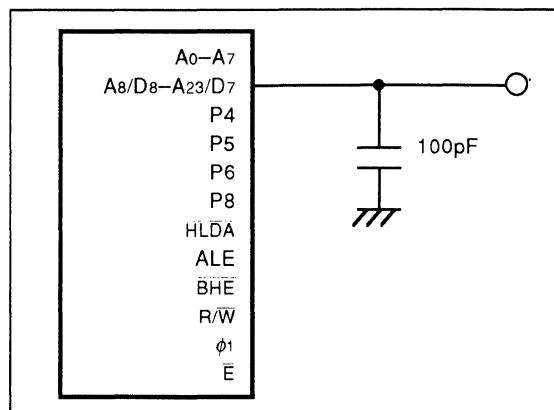 A0–A7
A8/D8–A23/D7
P4
P5
P6
P8
HLDA
ALE
BHE
R/W
ϕ1
E
100pF